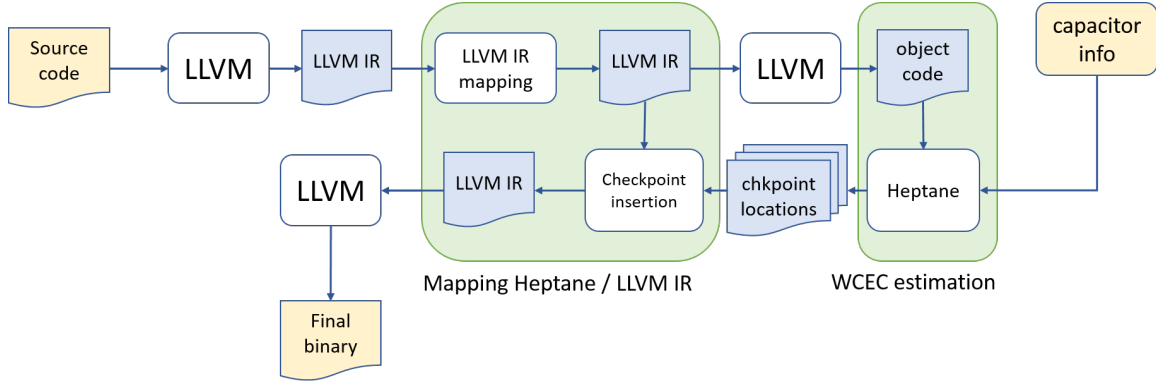 Source
code
LLVM
LLVM IR
LLVM IR
mapping
LLVM IR
LLVM
object
code
capacitor
info
LLVM
LLVM IR
Checkpoint
insertion
chkpoint
locations
Heptane
Mapping Heptane / LLVM IR
WCEC estimation
Final
binary